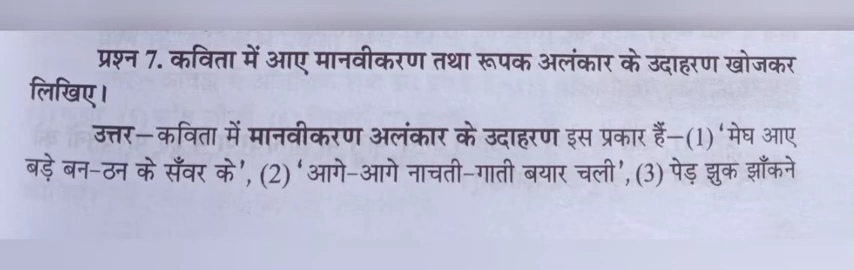 प्रश्न 7. कविता में आए मानवीकरण तथा रूपक अलंकार के उदाहरण खोजकर
लिखिए।
उत्तर– कविता में मानवीकरण अलंकार के उदाहरण इस प्रकार हैं–(1) ‘मेघ आए
बड़े बन-ठन के सँवर के’, (2) ‘आगे-आगे नाचती-गाती बयार चली’, (3) पेड़ झुक झाँकने